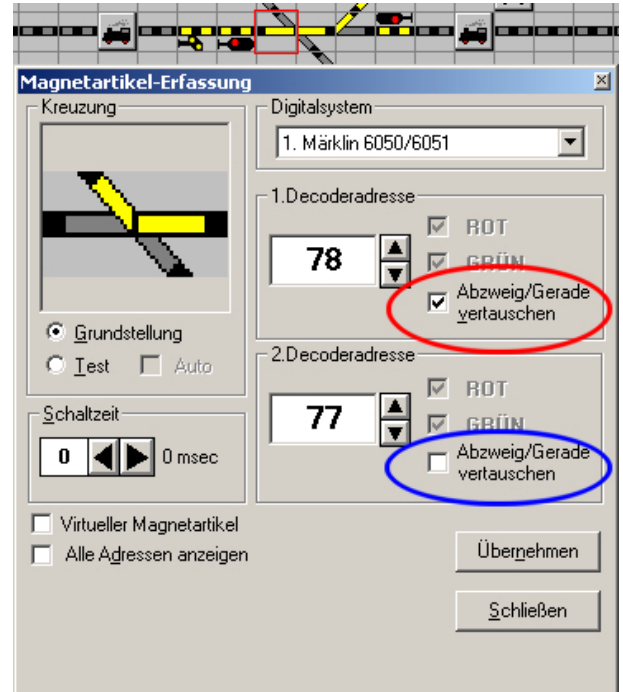 Magnetartikel-Erfassung
Kreuzung
Grundstellung
Test
Auto
Schaltzeit
0
0 msec
Virtueller Magnetartikel
Alle Adressen anzeigen
Digitalsystem
1. Märklin 6050/6051
1.Decoderadresse
78
ROT
GRÜN
Abzweig/Gerade
vertauschen
2.Decoderadresse
77
ROT
GRÜN
Abzweig/Gerade
vertauschen
Übernehmen
Schließen